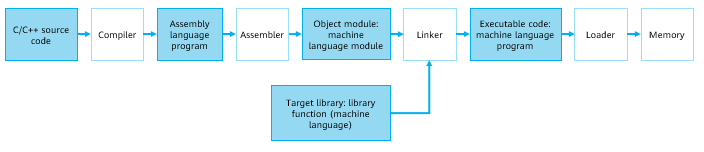 C/C++ source
code
Compiler
Assembly
language
program
Assembler
Object module:
machine
language module
Linker
Executable code:
machine language
program
Loader
Memory
Target library: library
function (machine
language)